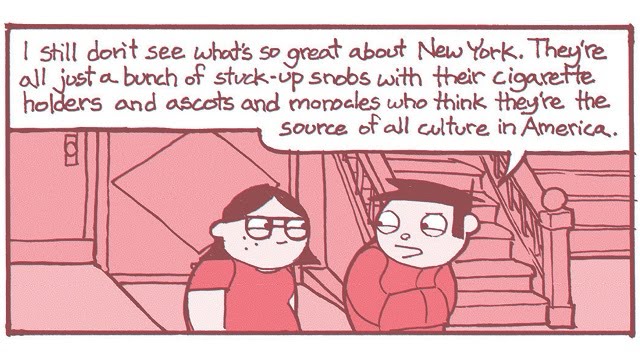 I still don't see what's so great about New York. They're
all just a bunch of stuck-up snobs with their cigarette
holders and ascots and monocles who think they're the
source of all culture in America.